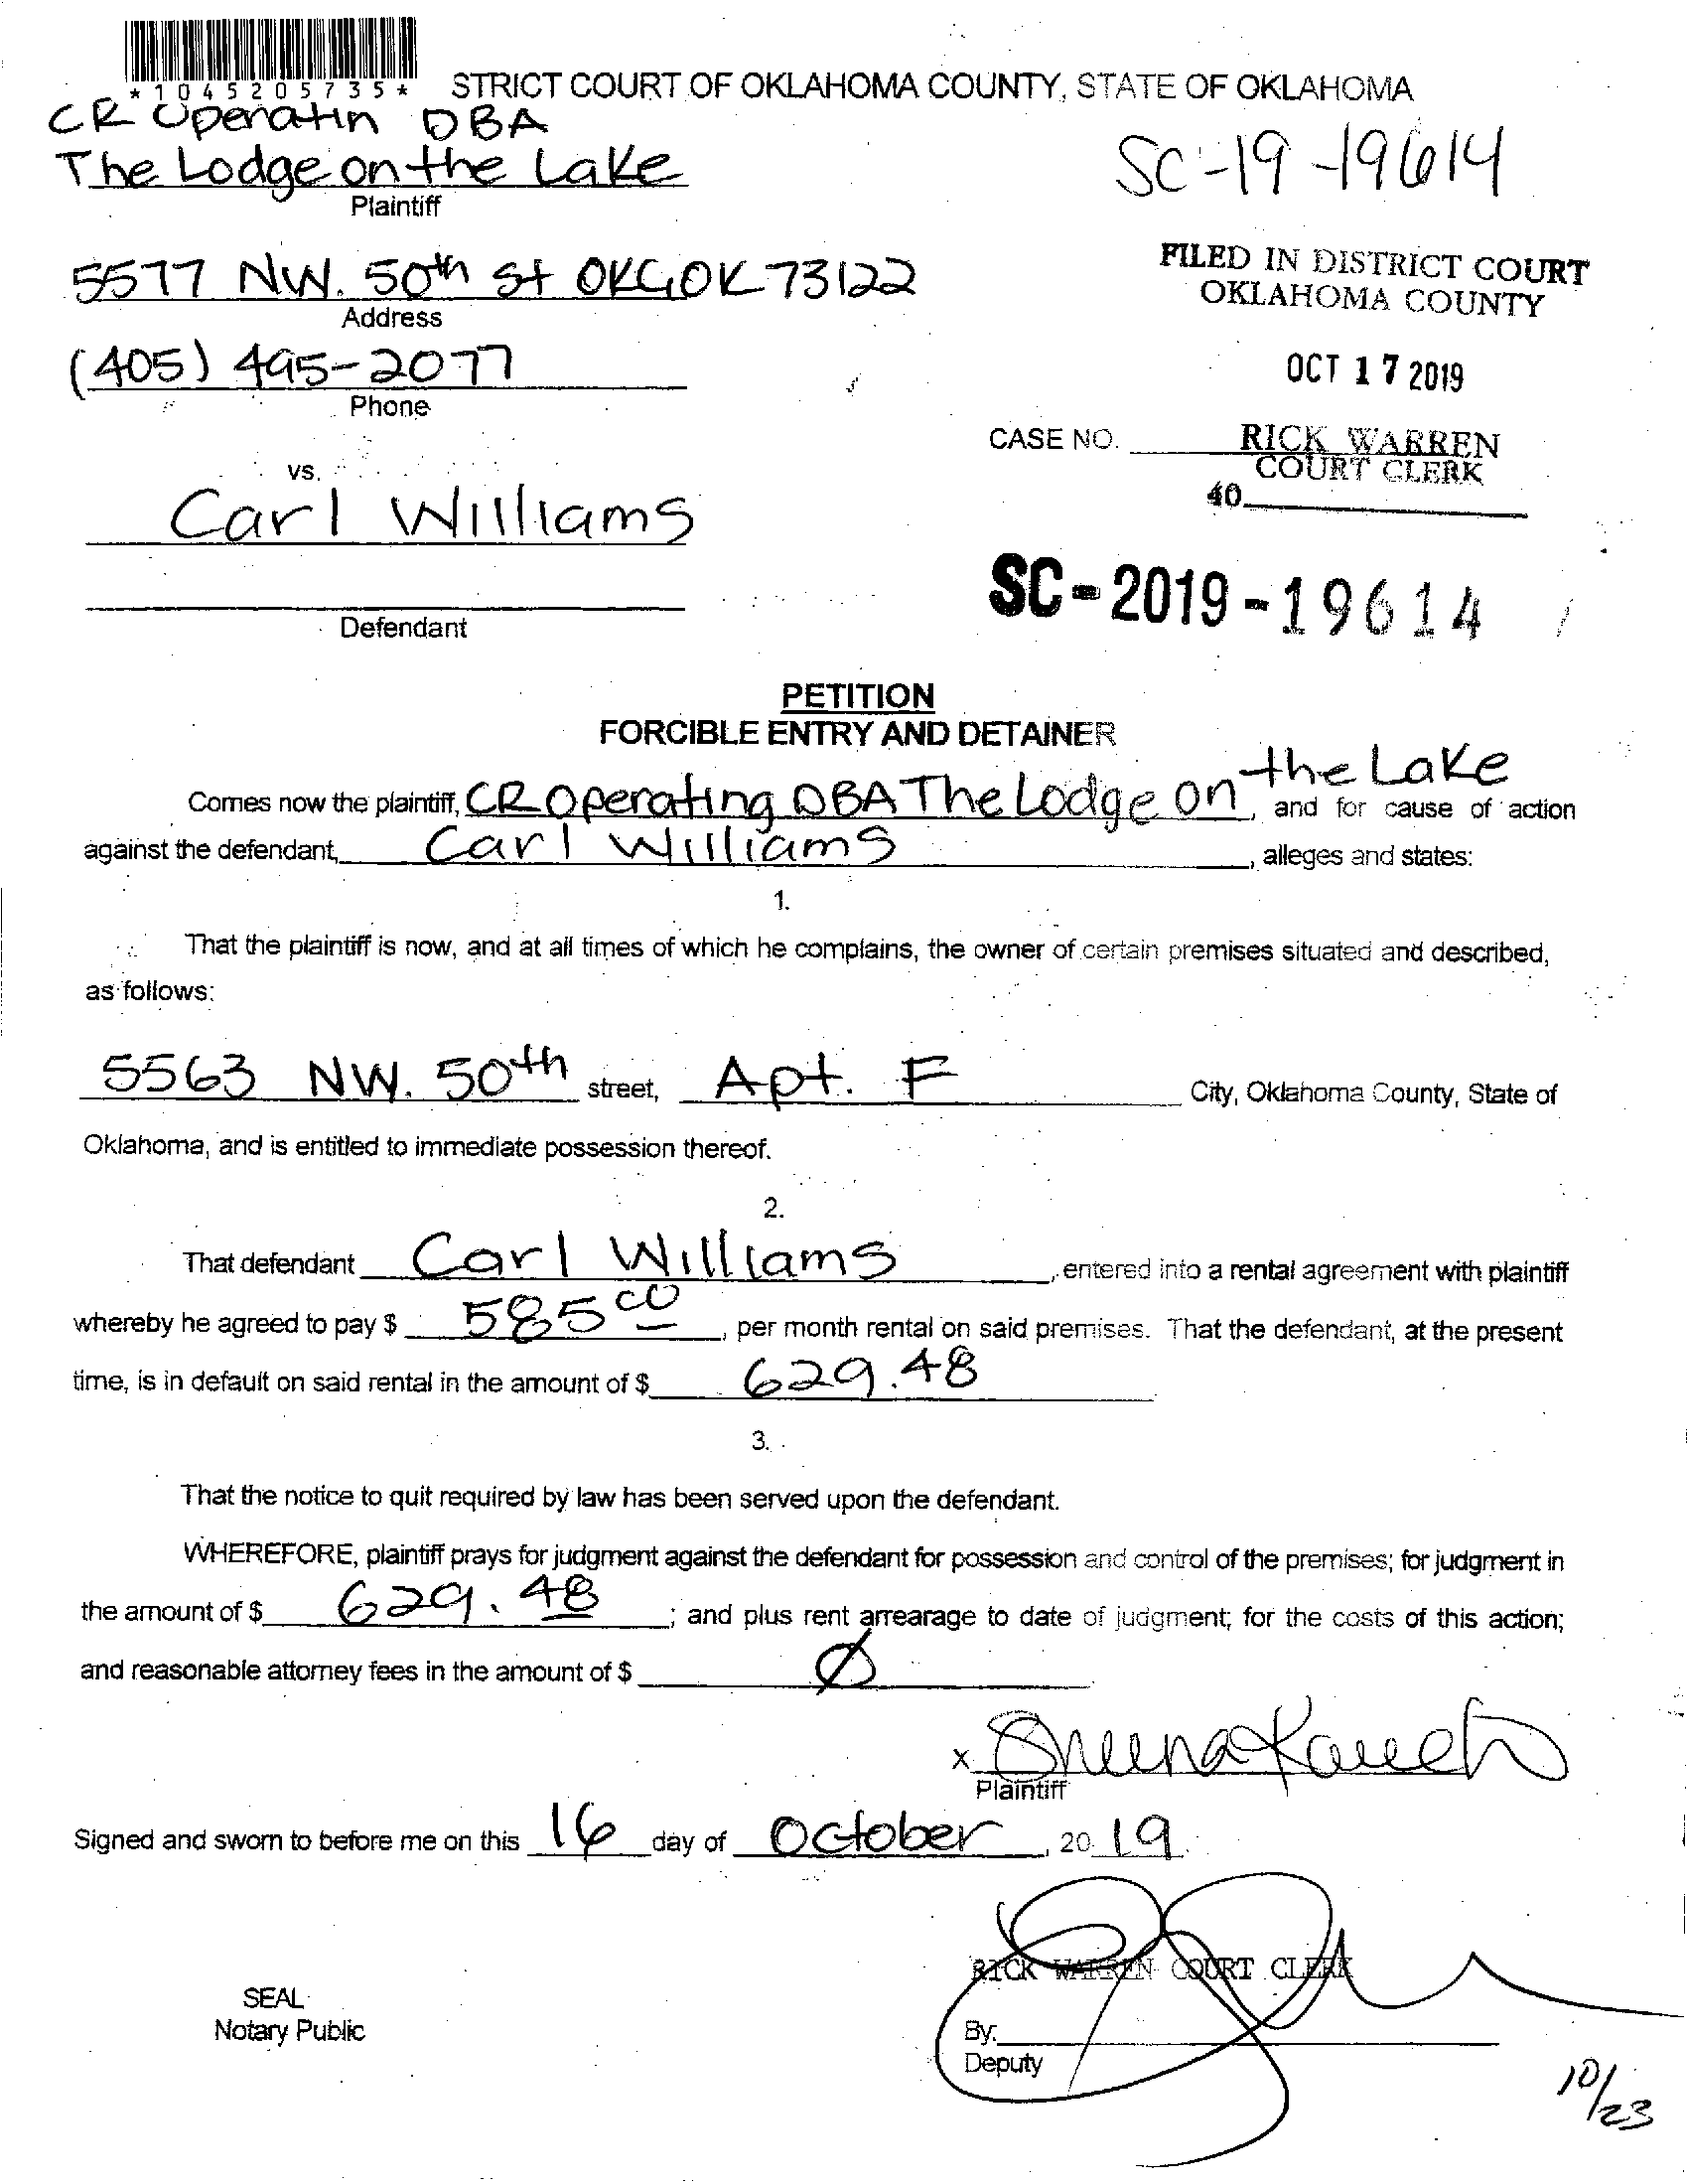 *1045205735*
STRICT COURT OF OKLAHOMA COUNTY, STATE OF OKLAHOMA
CR Operatin DBA
The Lodge on the Lake
Plaintiff
SC-19-19614
5577 NW. 50th St OKC OK 73122
Address
FILED IN DISTRICT COURT
OKLAHOMA COUNTY
(405) 495-2077
Phone
OCT 17 2019
CASE NO.
RICK WARREN
COURT CLERK
40
vs.
Carl Williams
Defendant
SC-2019-19614
PETITION
FORCIBLE ENTRY AND DETAINER
Comes now the plaintiff, CR Operating DBA The Lodge on the Lake, and for cause of action
against the defendant, Carl Williams, alleges and states:
1.
That the plaintiff is now, and at all times of which he complains, the owner of certain premises situated and described,
as follows:
5563 NW. 50th street, Apt. F City, Oklahoma County, State of
Oklahoma, and is entitled to immediate possession thereof.
2.
That defendant Carl Williams, entered into a rental agreement with plaintiff
whereby he agreed to pay $ 585 00, per month rental on said premises. That the defendant, at the present
time, is in default on said rental in the amount of $ 629.48
3.
That the notice to quit required by law has been served upon the defendant.
WHEREFORE, plaintiff prays for judgment against the defendant for possession and control of the premises; for judgment in
the amount of $ 629.48; and plus rent arrearage to date of judgment; for the costs of this action;
and reasonable attorney fees in the amount of $ Ø
x
Plaintiff
Signed and sworn to before me on this 16 day of October, 20 19.
RICK WARREN COURT CLERK
SEAL
Notary Public
By:
Deputy
10/23